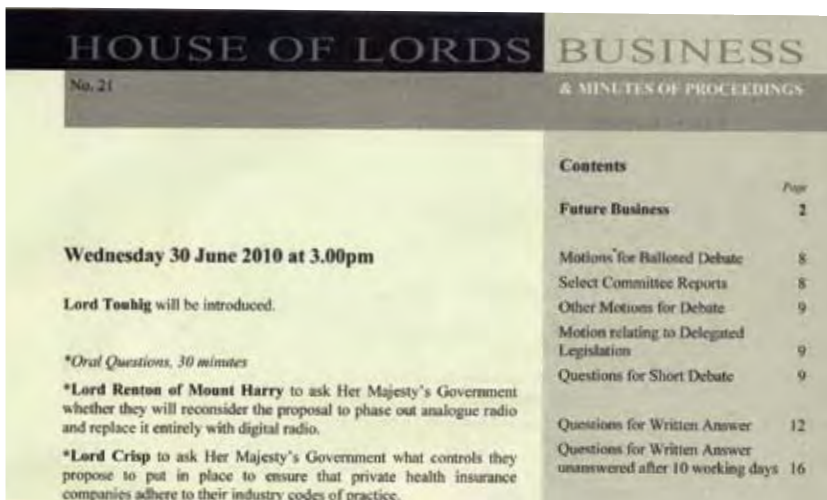 HOUSE OF LORDS BUSINESS
No. 21
& MINUTES OF PROCEEDINGS
Wednesday 30 June 2010 at 3.00pm
Lord Touhig will be introduced.
*Oral Questions, 30 minutes
*Lord Renton of Mount Harry to ask Her Majesty's Government
whether they will reconsider the proposal to phase out analogue radio
and replace it entirely with digital radio.
*Lord Crisp to ask Her Majesty's Government what controls they
propose to put in place to ensure that private health insurance
companies adhere to their industry codes of practice.
Contents
Page
Future Business 2
Motions for Balloted Debate 8
Select Committee Reports 8
Other Motions for Debate 9
Motion relating to Delegated
Legislation 9
Questions for Short Debate 9
Questions for Written Answer 12
Questions for Written Answer
unanswered after 10 working days 16